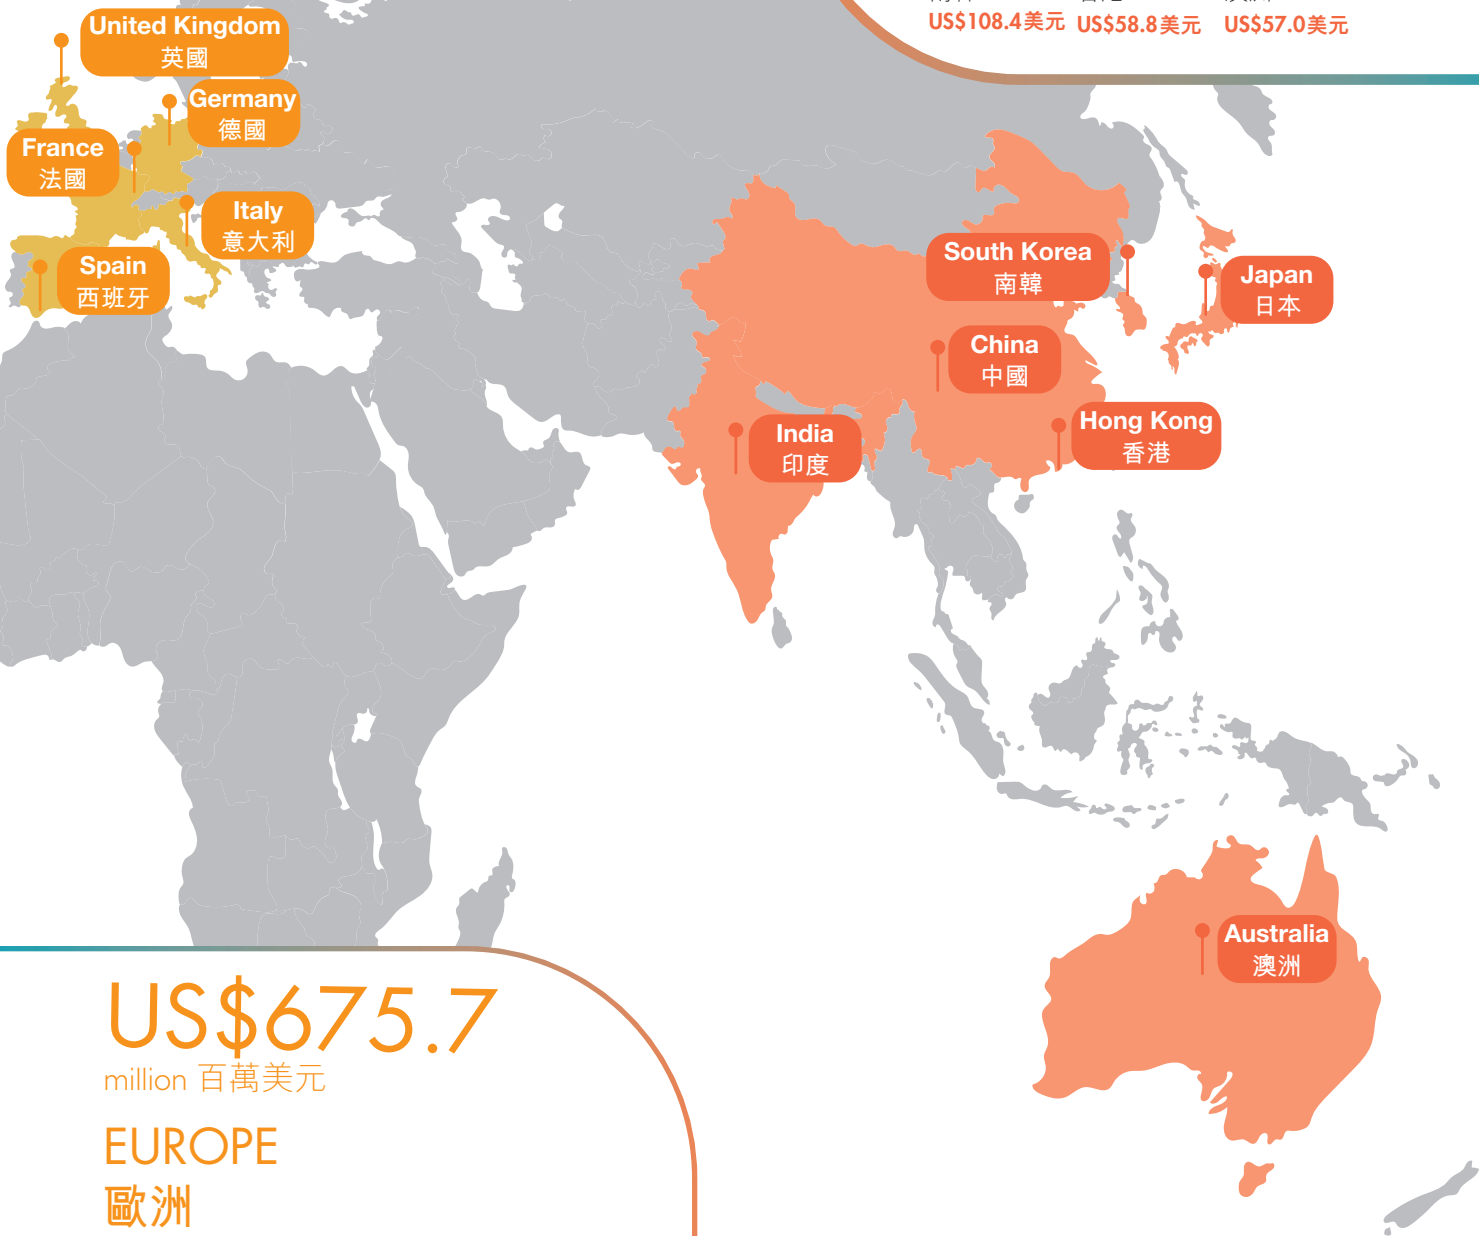 US$108.4美元 US$58.8美元 US$57.0美元
United Kingdom
英國
Germany
德國
France
法國
Italy
意大利
Spain
西班牙
South Korea
南韓
Japan
日本
China
中國
Hong Kong
香港
India
印度
Australia
澳洲
US$675.7
million 百萬美元
EUROPE
歐洲